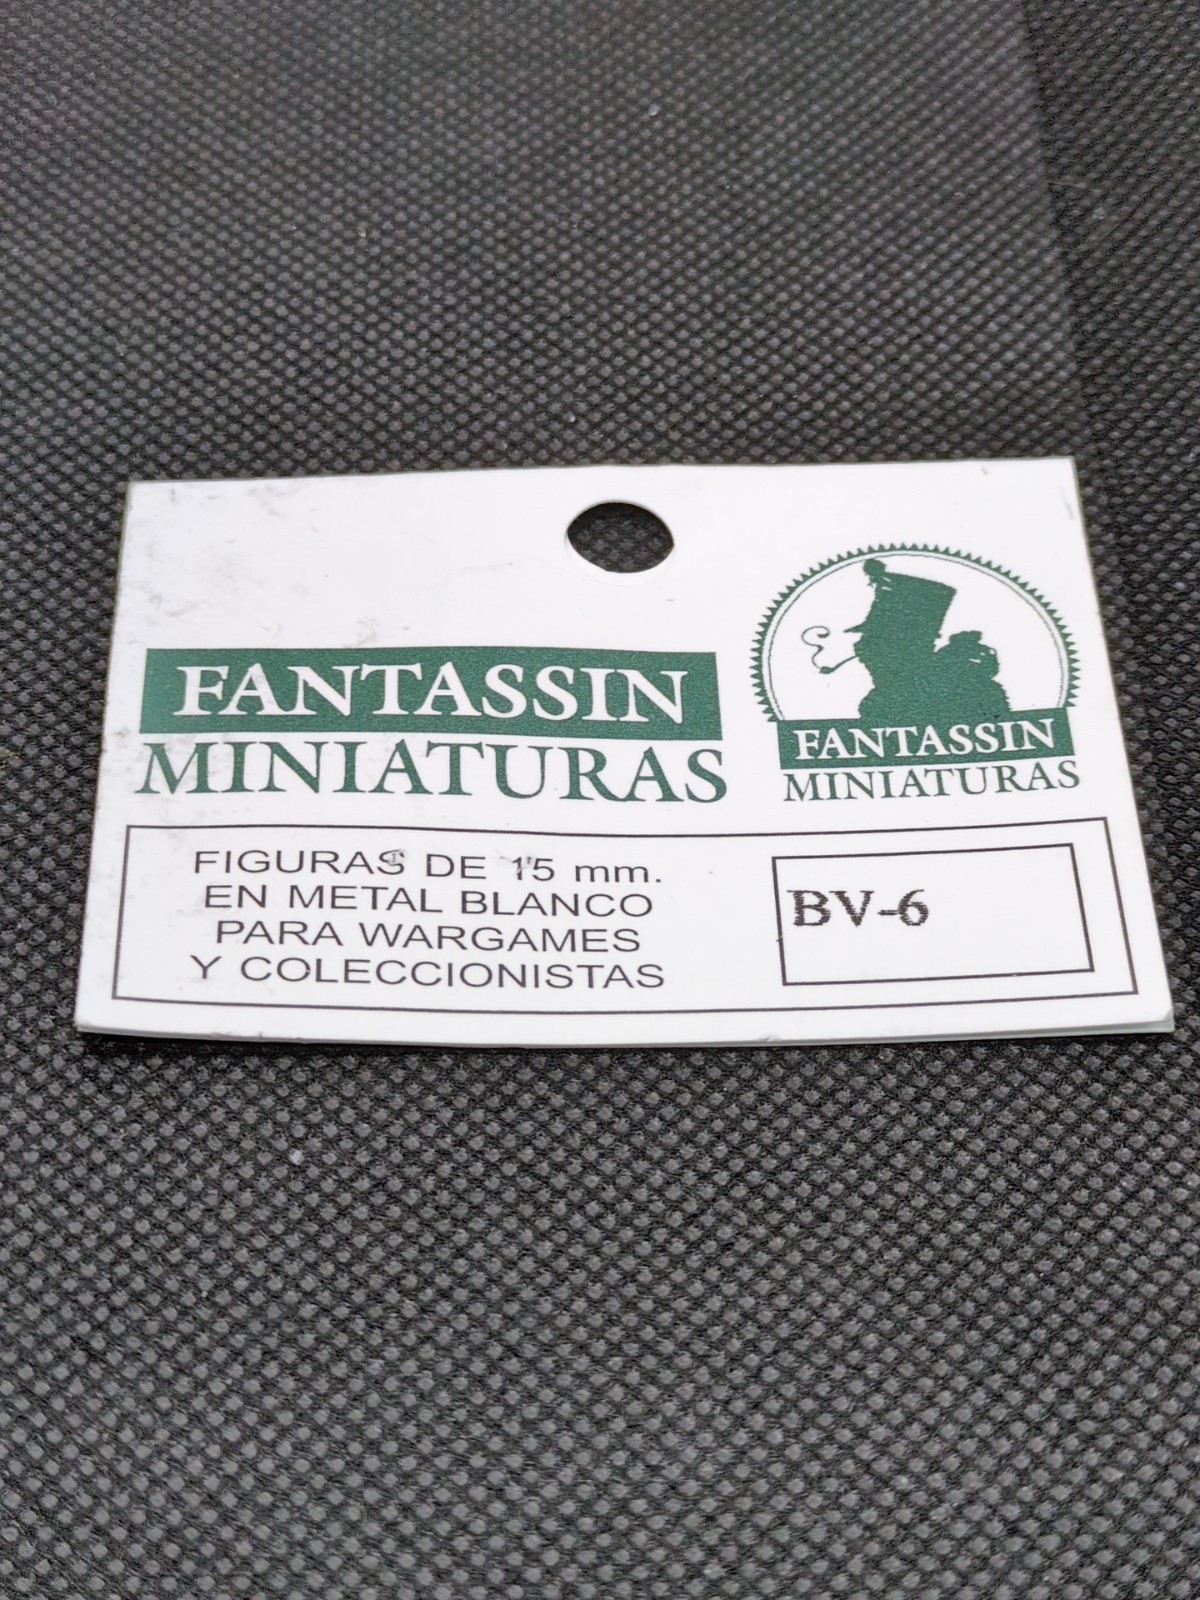 FANTASSIN
MINIATURAS
FANTASSIN
MINIATURAS
FIGURAS DE 15 mm.
EN METAL BLANCO
PARA WARGAMES
Y COLECCIONISTAS
BV-6